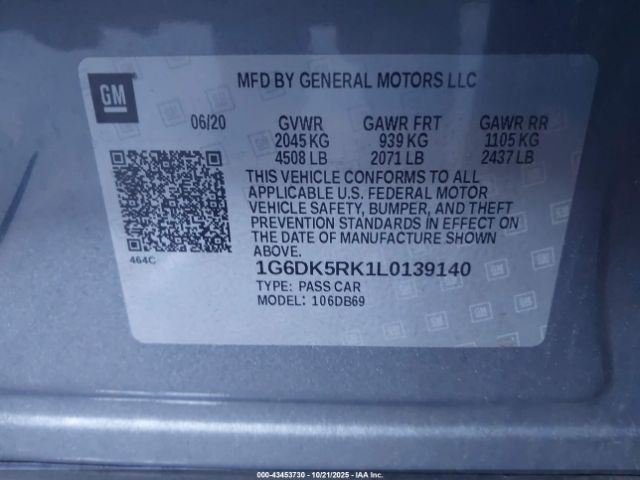 GM
MFD BY GENERAL MOTORS LLC
06/20 GVWR GAWR FRT GAWR RR
2045 KG 939 KG 1105 KG
4508 LB 2071 LB 2437 LB
THIS VEHICLE CONFORMS TO ALL
APPLICABLE U.S. FEDERAL MOTOR
VEHICLE SAFETY, BUMPER, AND THEFT
PREVENTION STANDARDS IN EFFECT ON
THE DATE OF MANUFACTURE SHOWN
ABOVE.
464C
1G6DK5RK1L0139140
TYPE: PASS CAR
MODEL: 106DB69
000-43453730 - 10/21/2025 - IAA Inc.